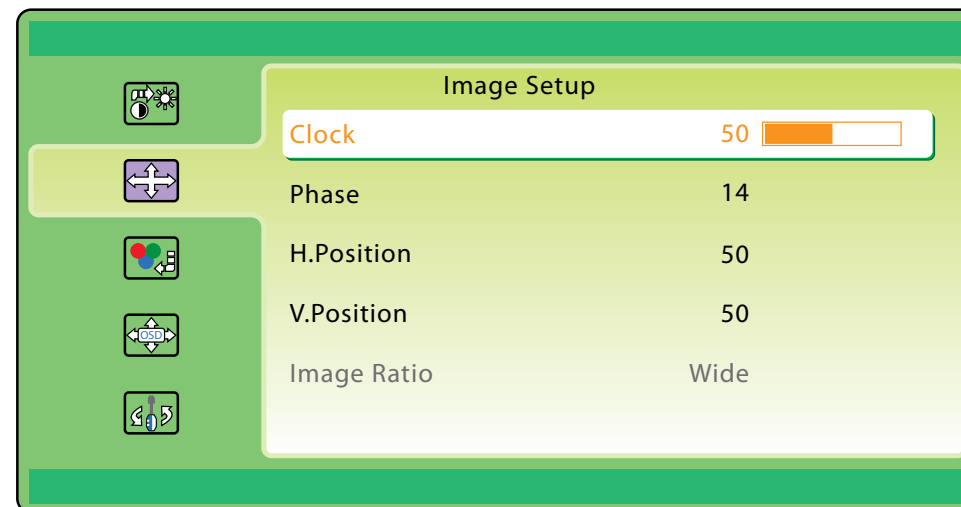 Image Setup
Clock 50
Phase 14
H.Position 50
V.Position 50
OSD
Image Ratio Wide